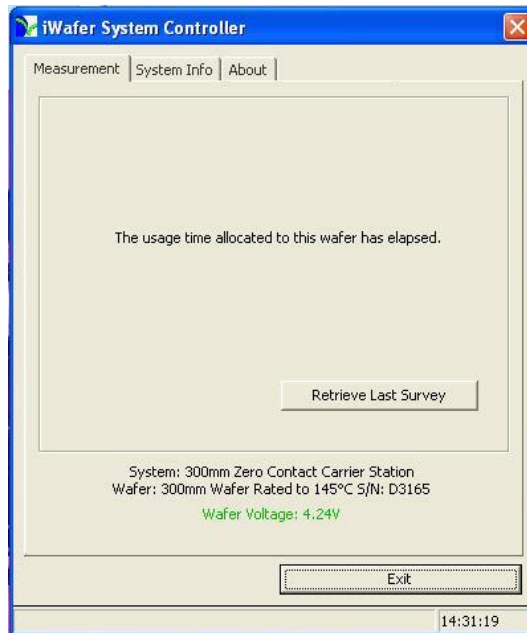 iWafer System Controller
Measurement System Info About
The usage time allocated to this wafer has elapsed.
Retrieve Last Survey
System: 300mm Zero Contact Carrier Station
Wafer: 300mm Wafer Rated to 145°C S/N: D3165
Wafer Voltage: 4.24V
Exit
14:31:19